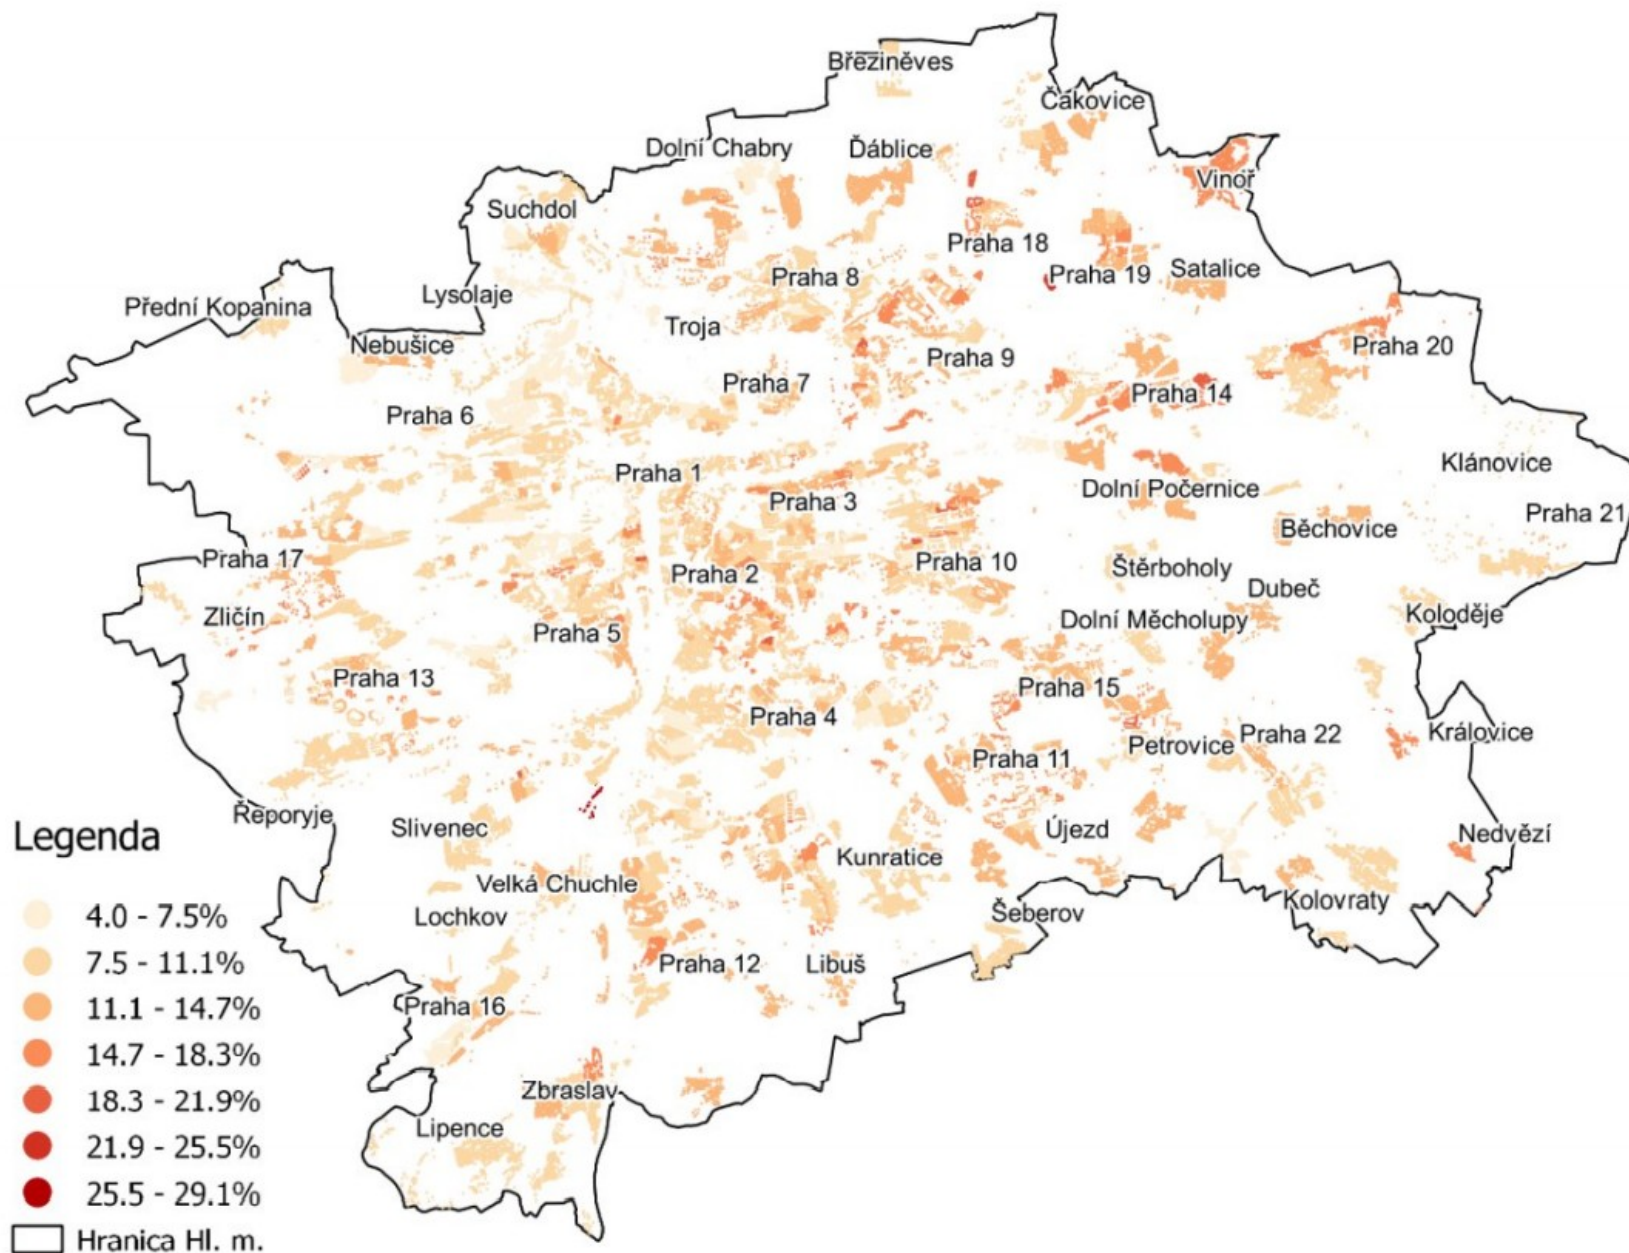 Březiněves
Čakovice
Dolní Chabry
Ďáblice
Vinoř
Suchdol
Praha 18
Praha 8
Praha 19
Satalice
Lysolaje
Přední Kopanina
Troja
Nebušice
Praha 9
Praha 20
Praha 7
Praha 14
Praha 6
Klánovice
Praha 1
Dolní Počernice
Praha 3
Praha 21
Běchovice
Praha 17
Praha 10
Štěrboholy
Praha 2
Dubeč
Zličín
Koloděje
Dolní Měcholupy
Praha 5
Praha 13
Praha 15
Praha 4
Královice
Praha 22
Petrovice
Praha 11
Řeporyje
Slivenec
Újezd
Nedvězí
Kunratice
Velká Chuchle
Kolovraty
Šeberov
Lochkov
Praha 12
Libuš
Praha 16
Zbraslav
Lipence
Legenda
4.0 - 7.5%
7.5 - 11.1%
11.1 - 14.7%
14.7 - 18.3%
18.3 - 21.9%
21.9 - 25.5%
25.5 - 29.1%
Hranica Hl. m.